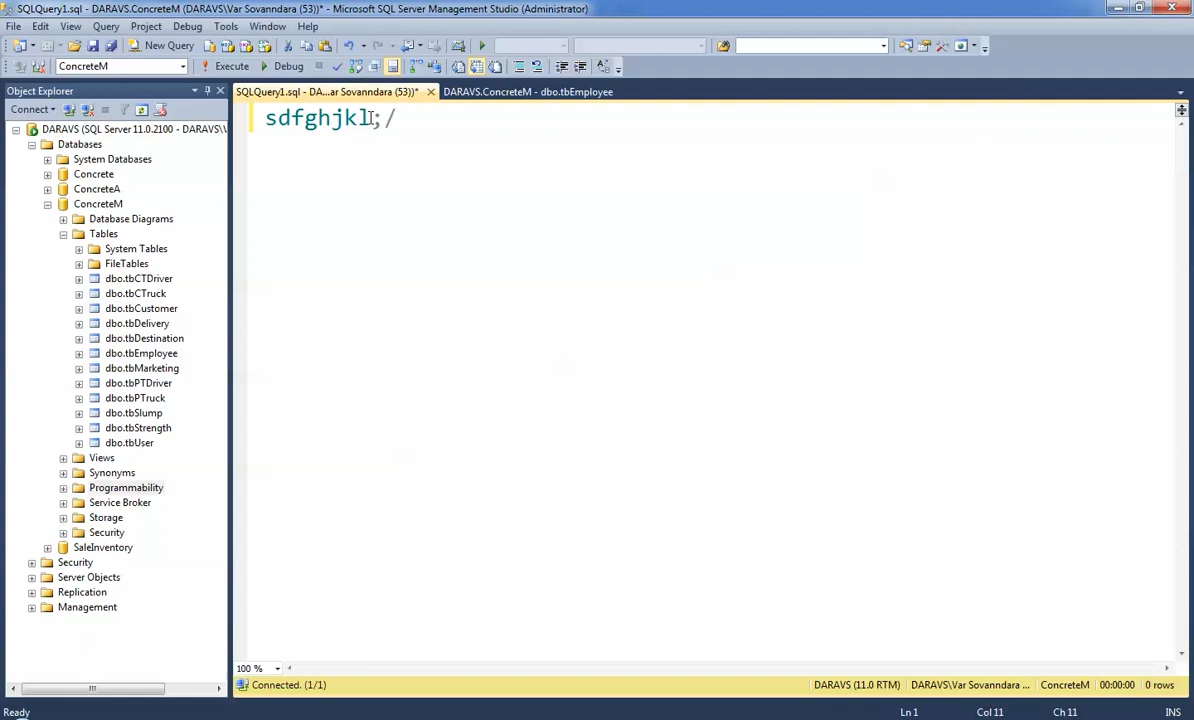 SQLQuery1.sql - DARAVS.ConcreteM (DARAVS\Var Sovanndara (53))* - Microsoft SQL Server Management Studio (Administrator)
File Edit View Query Project Debug Tools Window Help
New Query
ConcreteM Execute Debug
Object Explorer
SQLQuery1.sql - DA...ar Sovanndara (53))* DARAVS.ConcreteM - dbo.tbEmployee
Connect
sdfghjkl;/
DARAVS (SQL Server 11.0.2100 - DARAVS\\
Databases
System Databases
Concrete
ConcreteA
ConcreteM
Database Diagrams
Tables
System Tables
FileTables
dbo.tbCTDriver
dbo.tbCTruck
dbo.tbCustomer
dbo.tbDelivery
dbo.tbDestination
dbo.tbEmployee
dbo.tbMarketing
dbo.tbPTDriver
dbo.tbPTruck
dbo.tbSlump
dbo.tbStrength
dbo.tbUser
Views
Synonyms
Programmability
Service Broker
Storage
Security
SaleInventory
Security
Server Objects
Replication
Management
100 %
Connected. (1/1) DARAVS (11.0 RTM) DARAVS\Var Sovanndara ... ConcreteM 00:00:00 0 rows
Ready Ln 1 Col 11 Ch 11 INS